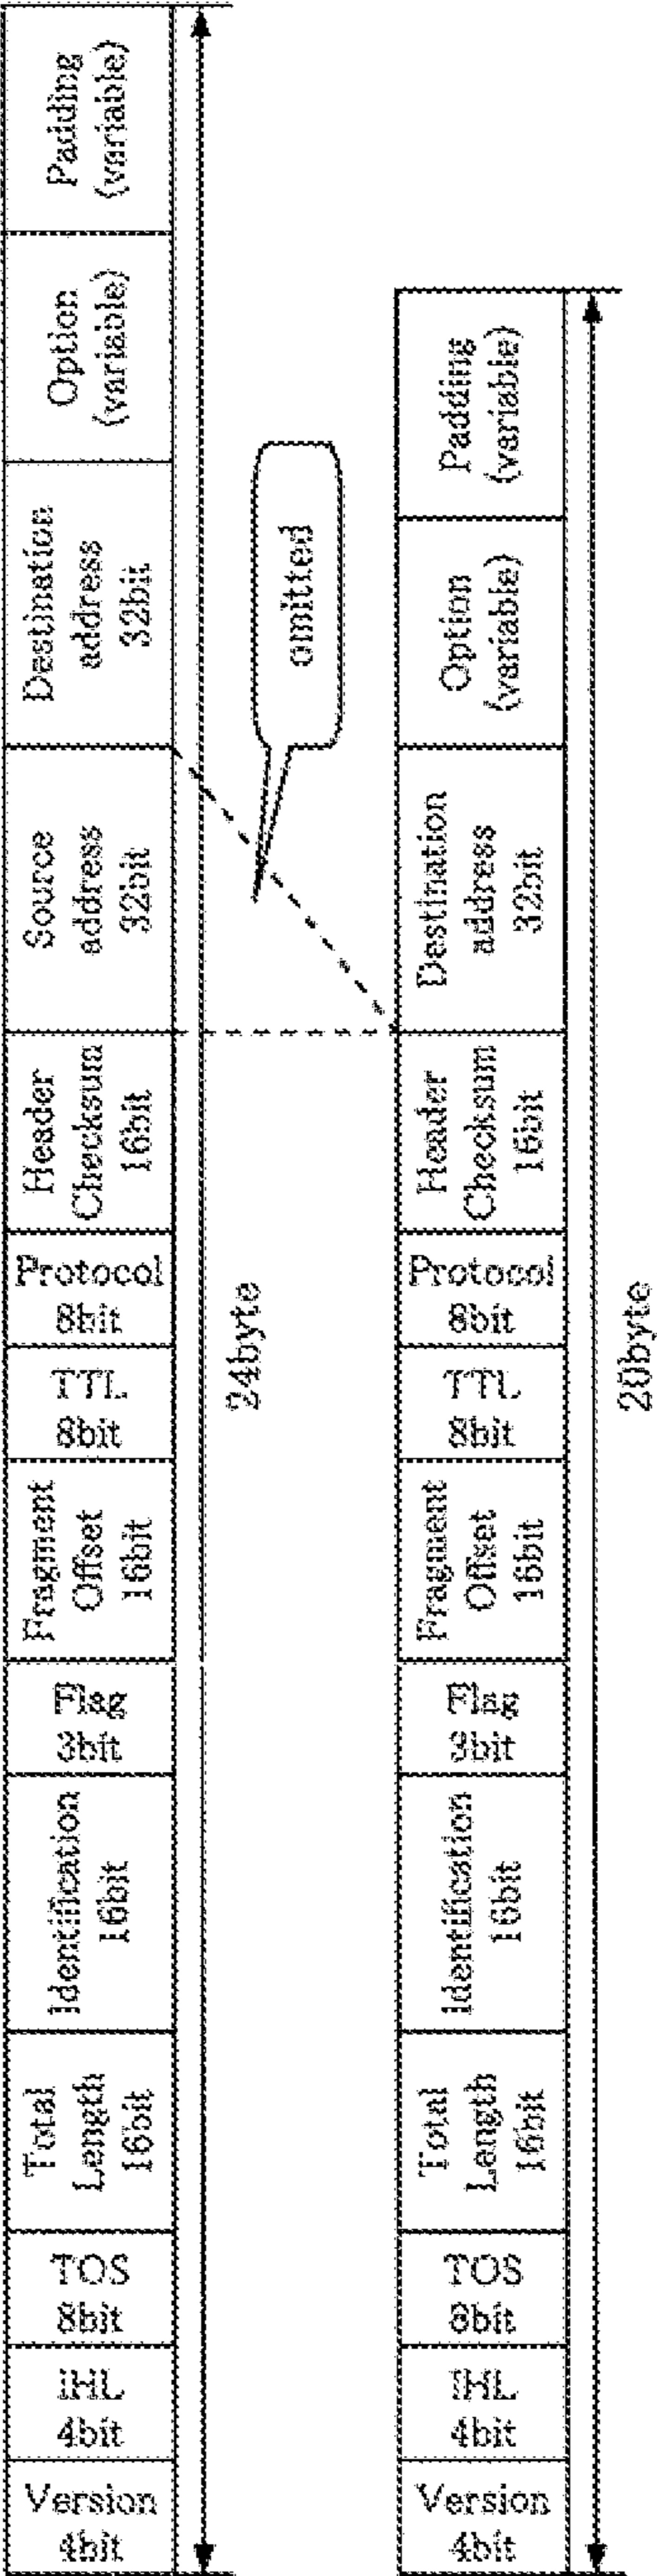 Padding
(variable)
Option
(variable)
Destination
address
32bit
Source
address
32bit
Header
Checksum
16bit
Protocol
8bit
TTL
8bit
Fragment
Offset
16bit
Flag
3bit
Identification
16bit
Total
Length
16bit
TOS
8bit
IHL
4bit
Version
4bit
24byte
omitted
Padding
(variable)
Option
(variable)
Destination
address
32bit
Header
Checksum
16bit
Protocol
8bit
TTL
8bit
Fragment
Offset
16bit
Flag
3bit
Identification
16bit
Total
Length
16bit
TOS
8bit
IHL
4bit
Version
4bit
20byte